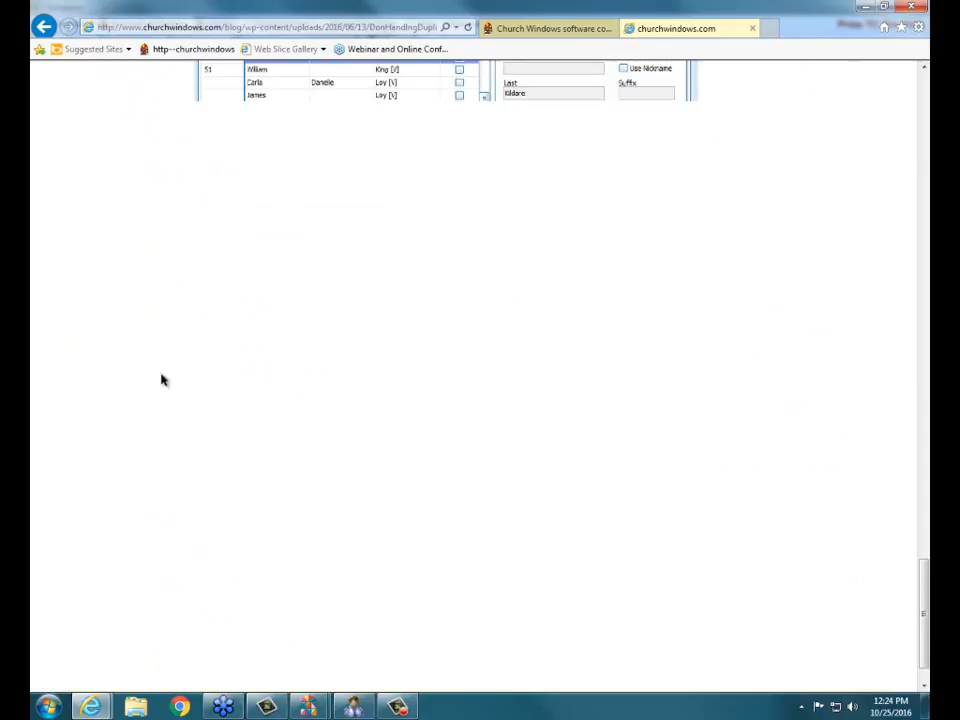 http://www.churchwindows.com/blog/wp-content/uploads/2016/06/13/DonHandlngDupli
Church Windows software co...
churchwindows.com
Suggested Sites
http--churchwindows
Web Slice Gallery
Webinar and Online Conf...
51
William
King [V]
Use Nickname
Carla
Danelle
Loy [V]
Last
Suffix
James
Loy [V]
Kildare
12:24 PM
10/25/2016